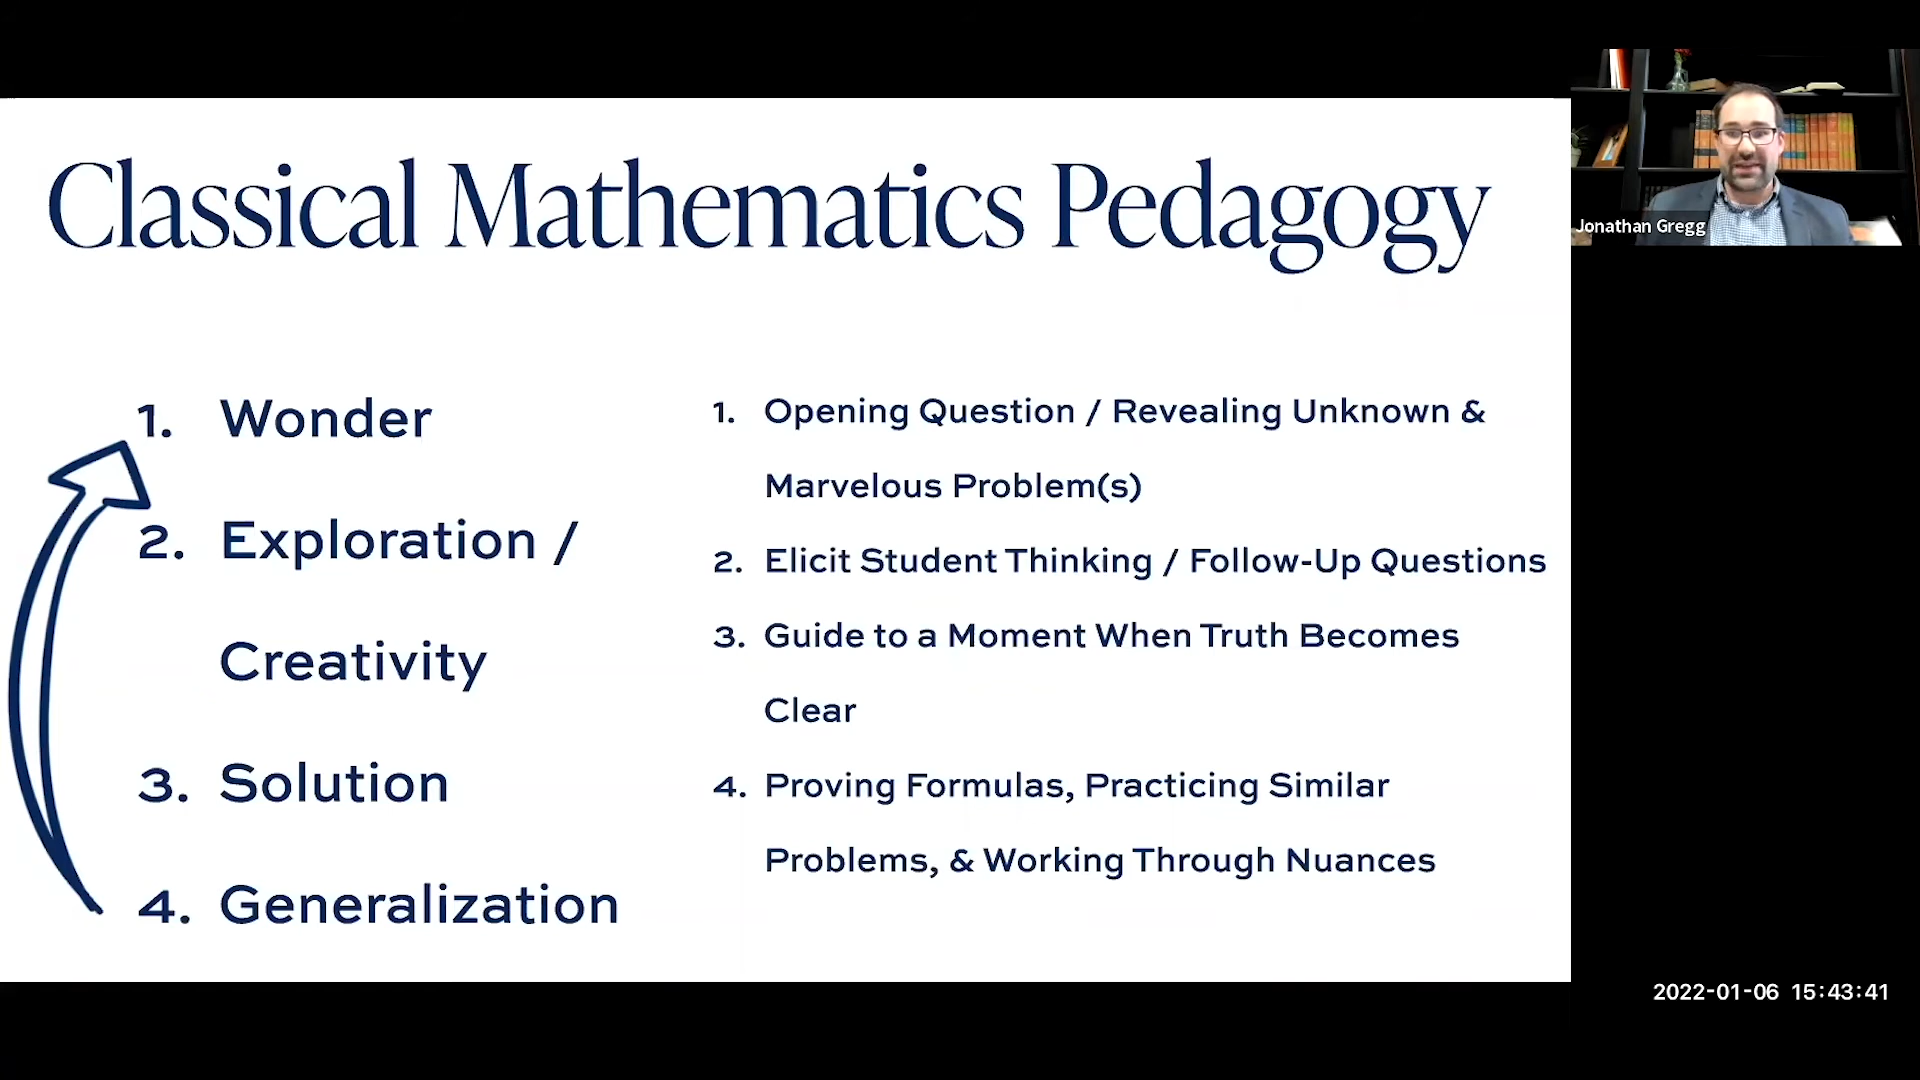 Classical Mathematics Pedagogy
1. Wonder
2. Exploration /
Creativity
3. Solution
4. Generalization
1. Opening Question / Revealing Unknown &
Marvelous Problem(s)
2. Elicit Student Thinking / Follow-Up Questions
3. Guide to a Moment When Truth Becomes
Clear
4. Proving Formulas, Practicing Similar
Problems, & Working Through Nuances
Jonathan Gregg
2022-01-06 15:43:41